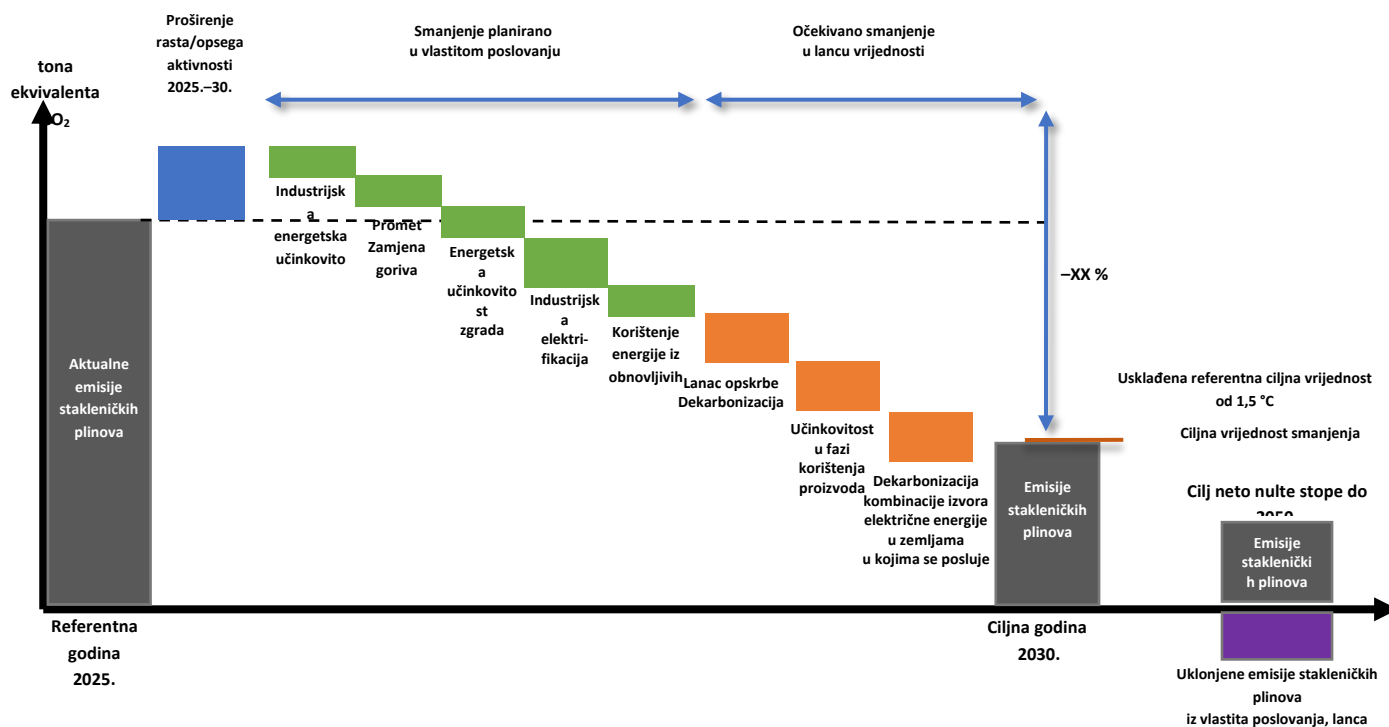 Proširenje
rasta/opsega
aktivnosti
2025.–30.
Smanjenje planirano
u vlastitom poslovanju
Očekivano smanjenje
u lancu vrijednosti
tona
ekvivalenta
O₂
Industrijsk
a
energetska
učinkovito
Promet
Zamjena
goriva
Energetsk
a
učinkovito
st
zgrada
Industrijsk
a
elektri-
fikacija
Korištenje
energije iz
obnovljivih
Lanac opskrbe
Dekarbonizacija
Učinkovitost
u fazi
korištenja
proizvoda
Dekarbonizacija
kombinacije izvora
električne energije
u zemljama
u kojima se posluje
–XX %
Aktualne
emisije
stakleničkih
plinova
Emisije
stakleničkih
plinova
Usklađena referentna ciljna vrijednost
od 1,5 °C
Ciljna vrijednost smanjenja
Cilj neto nulte stope do
2050.
Emisije
staklenički
h plinova
Referentna
godina
2025.
Ciljna godina
2030.
Uklonjene emisije stakleničkih
plinova
iz vlastita poslovanja, lanca